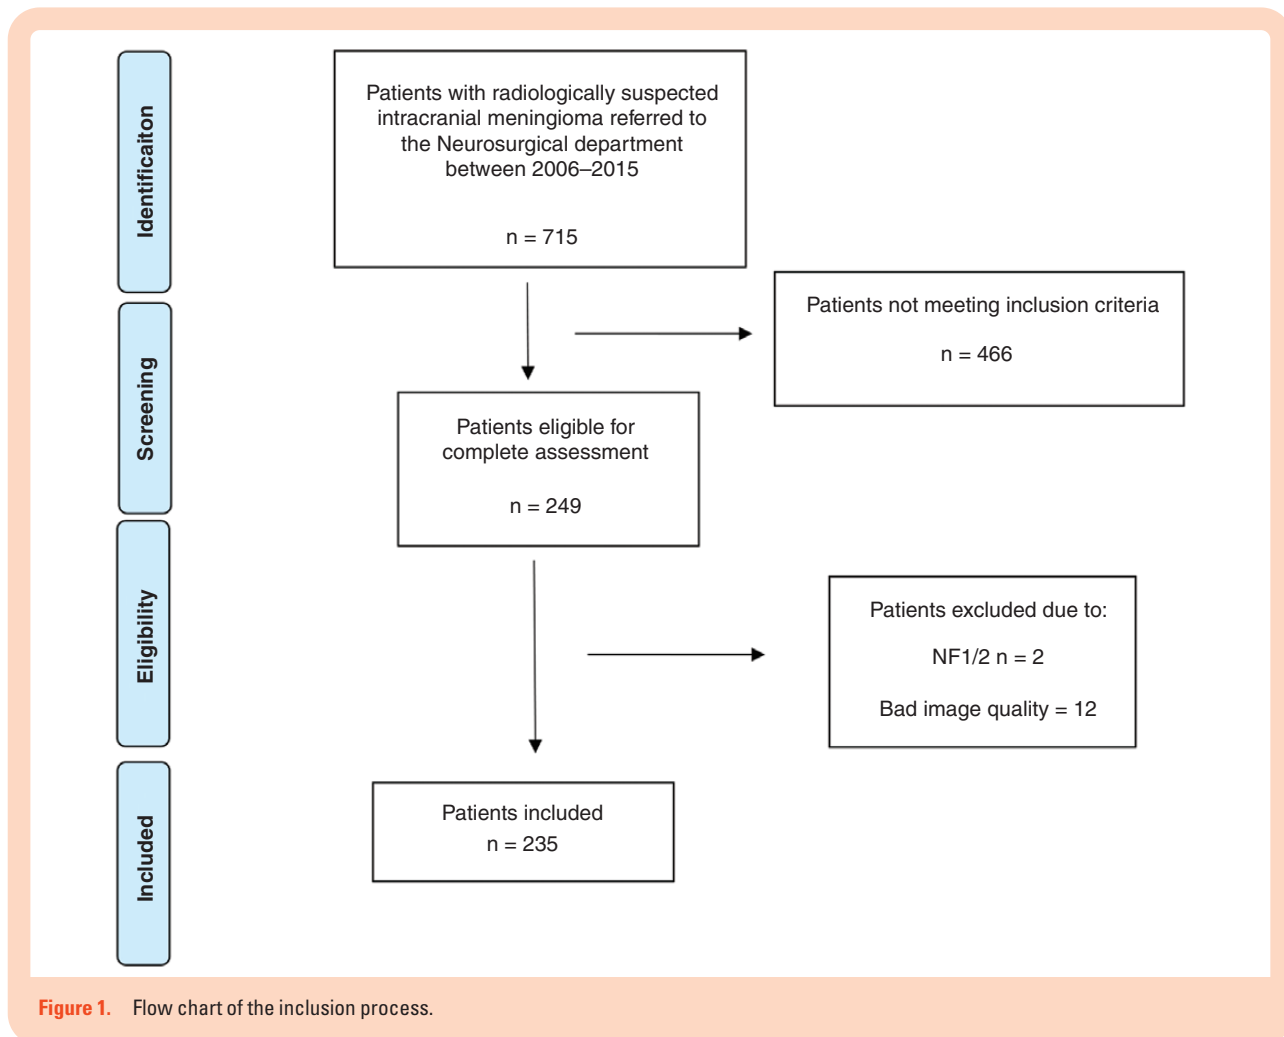 Identificaiton
Patients with radiologically suspected
intracranial meningioma referred to
the Neurosurgical department
between 2006–2015
n = 715
Patients not meeting inclusion criteria
n = 466
Screening
Patients eligible for
complete assessment
n = 249
Eligibility
Patients excluded due to:
NF1/2 n = 2
Bad image quality = 12
Included
Patients included
n = 235
Figure 1. Flow chart of the inclusion process.